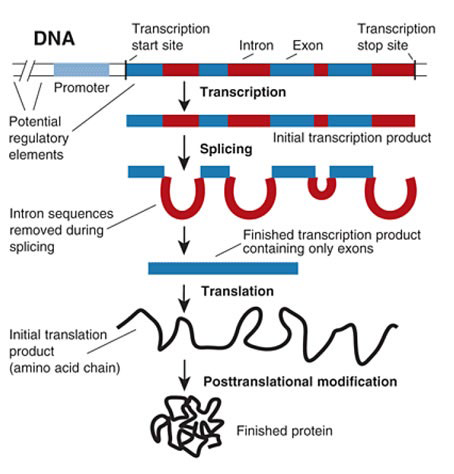 DNA
Transcription
start site
Intron
Exon
Transcription
stop site
Promoter
Transcription
Potential
regulatory
elements
Initial transcription product
Splicing
Intron sequences
removed during
splicing
Finished transcription product
containing only exons
Translation
Initial translation
product
(amino acid chain)
Posttranslational modification
Finished protein